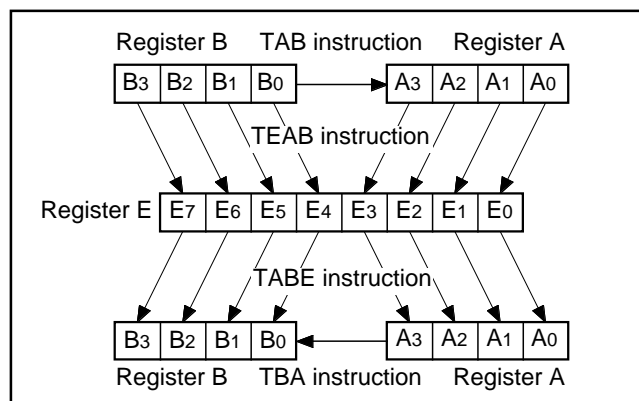 Register B TAB instruction Register A
B3 B2 B1 B0 A3 A2 A1 A0
TEAB instruction
Register E E7 E6 E5 E4 E3 E2 E1 E0
TABE instruction
B3 B2 B1 B0 A3 A2 A1 A0
Register B TBA instruction Register A